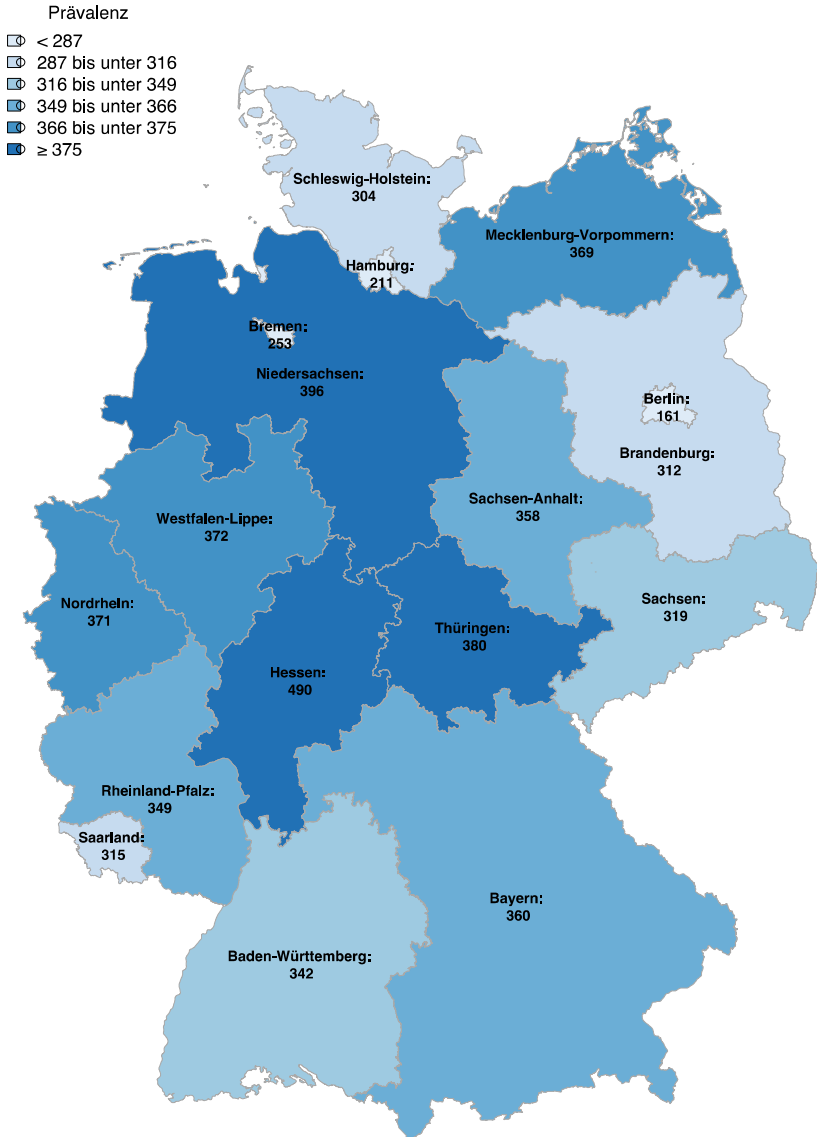 Prävalenz
< 287
287 bis unter 316
316 bis unter 349
349 bis unter 366
366 bis unter 375
≥ 375
Schleswig-Holstein:
304
Mecklenburg-Vorpommern:
369
Hamburg:
211
Bremen:
253
Niedersachsen:
396
Berlin:
161
Brandenburg:
312
Sachsen-Anhalt:
358
Westfalen-Lippe:
372
Nordrheln:
371
Sachsen:
319
Thüringen:
380
Hessen:
490
Rheinland-Pfalz:
349
Saarland:
315
Bayern:
360
Baden-Württemberg:
342